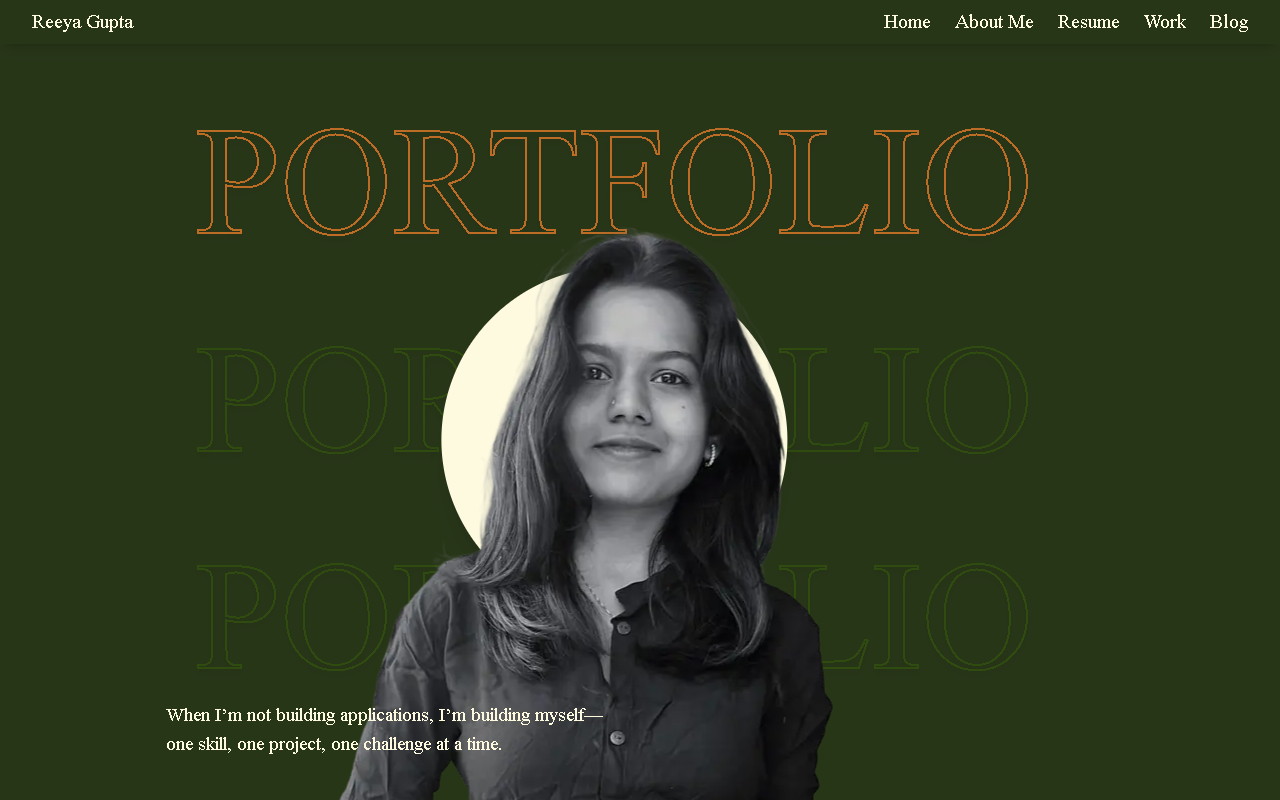 Reeya Gupta
Home About Me Resume Work Blog
PORTFOLIO
POR LIO
PO LIO
When I’m not building applications, I’m building myself—
one skill, one project, one challenge at a time.